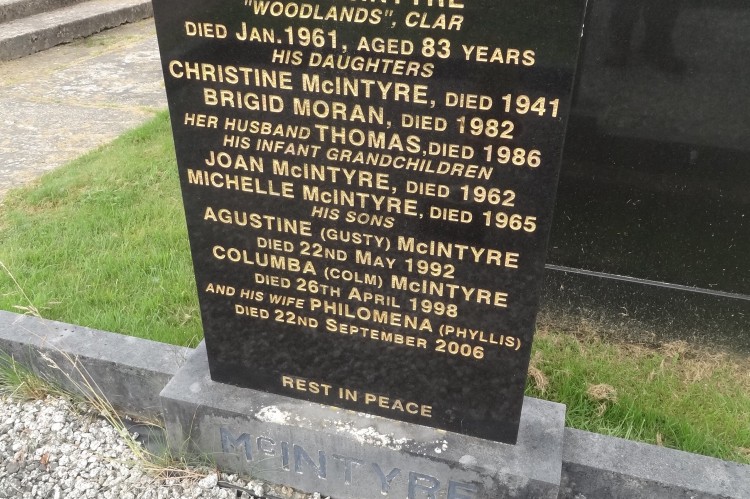 "WOODLANDS", CLAR
DIED JAN. 1961, AGED 83 YEARS
HIS DAUGHTERS
CHRISTINE McINTYRE, DIED 1941
BRIGID MORAN, DIED 1982
HER HUSBAND THOMAS, DIED 1986
HIS INFANT GRANDCHILDREN
JOAN McINTYRE, DIED 1962
MICHELLE McINTYRE, DIED 1965
HIS SONS
AGUSTINE (GUSTY) McINTYRE
DIED 22ND MAY 1992
COLUMBA (COLM) McINTYRE
DIED 26TH APRIL 1998
AND HIS WIFE PHILOMENA (PHYLLIS)
DIED 22ND SEPTEMBER 2006
REST IN PEACE
McINTYRE